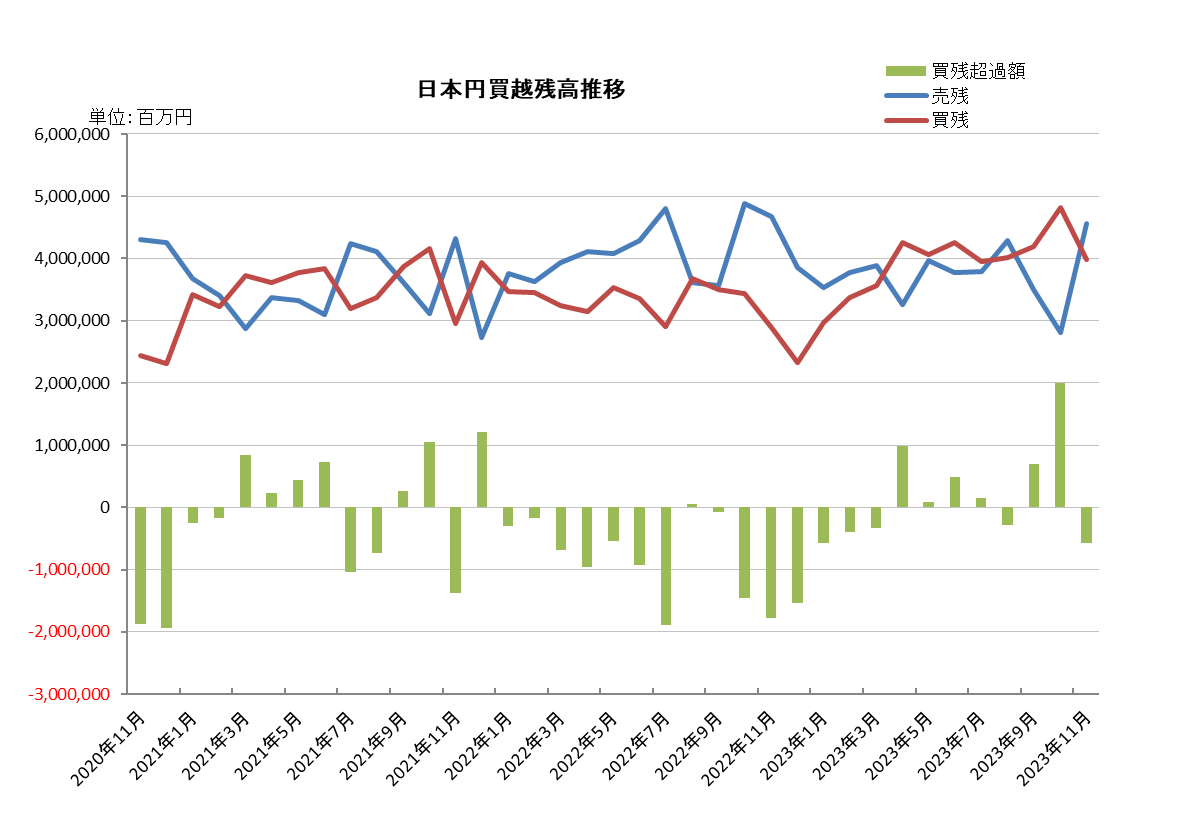 日本円買越残高推移
買残超過額
売残
買残
単位：百万円
6,000,000
5,000,000
4,000,000
3,000,000
2,000,000
1,000,000
0
-1,000,000
-2,000,000
-3,000,000
2020年11月
2021年1月
2021年3月
2021年5月
2021年7月
2021年9月
2021年11月
2022年1月
2022年3月
2022年5月
2022年7月
2022年9月
2022年11月
2023年1月
2023年3月
2023年5月
2023年7月
2023年9月
2023年11月